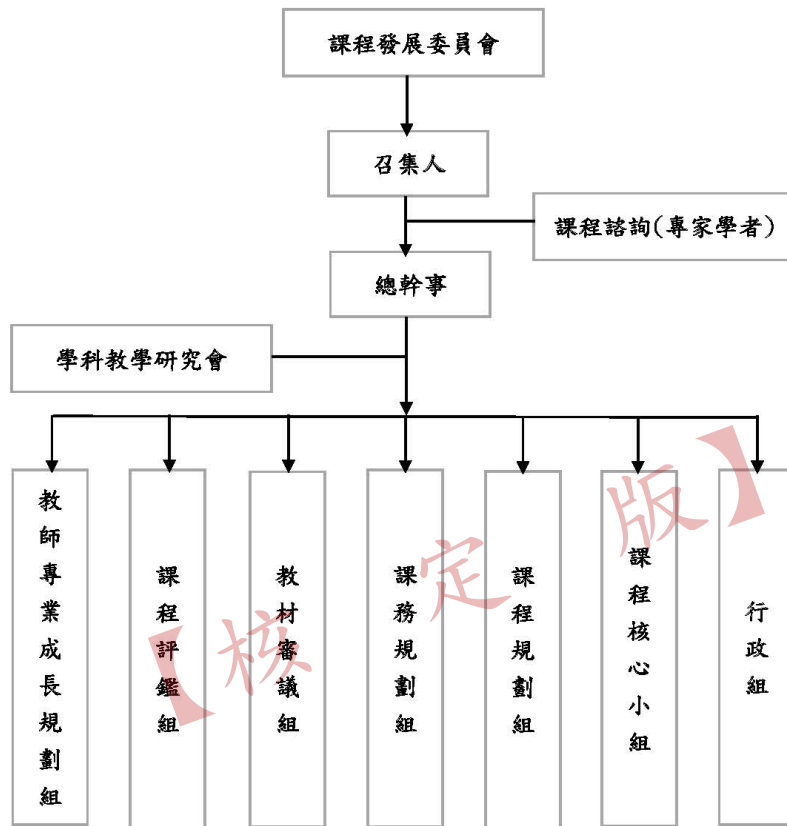 課程發展委員會
召集人
課程諮詢(專家學者)
總幹事
學科教學研究會
教師專業成長規劃組
課程評鑑組
教材審議組
課務規劃組
課程規劃組
課程核心小組
行政組
【核定版】